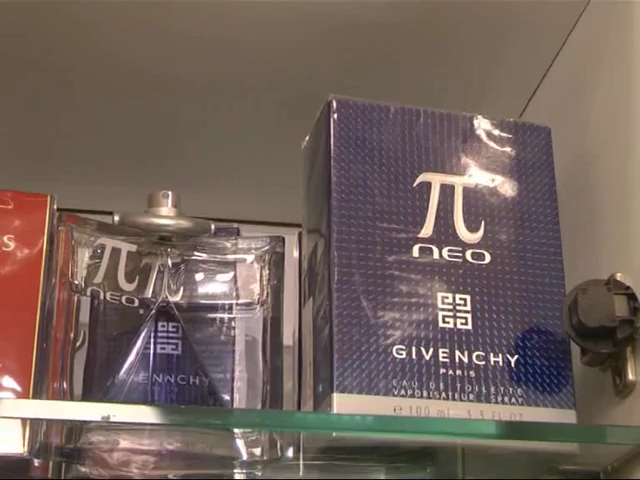 S
π
NEO
GIVENCHY
π
NEO
GIVENCHY
PARIS
EAU DE TOILETTE
VAPORISATEUR - SPRAY
℮ 100 ml - 3.3 FL.OZ